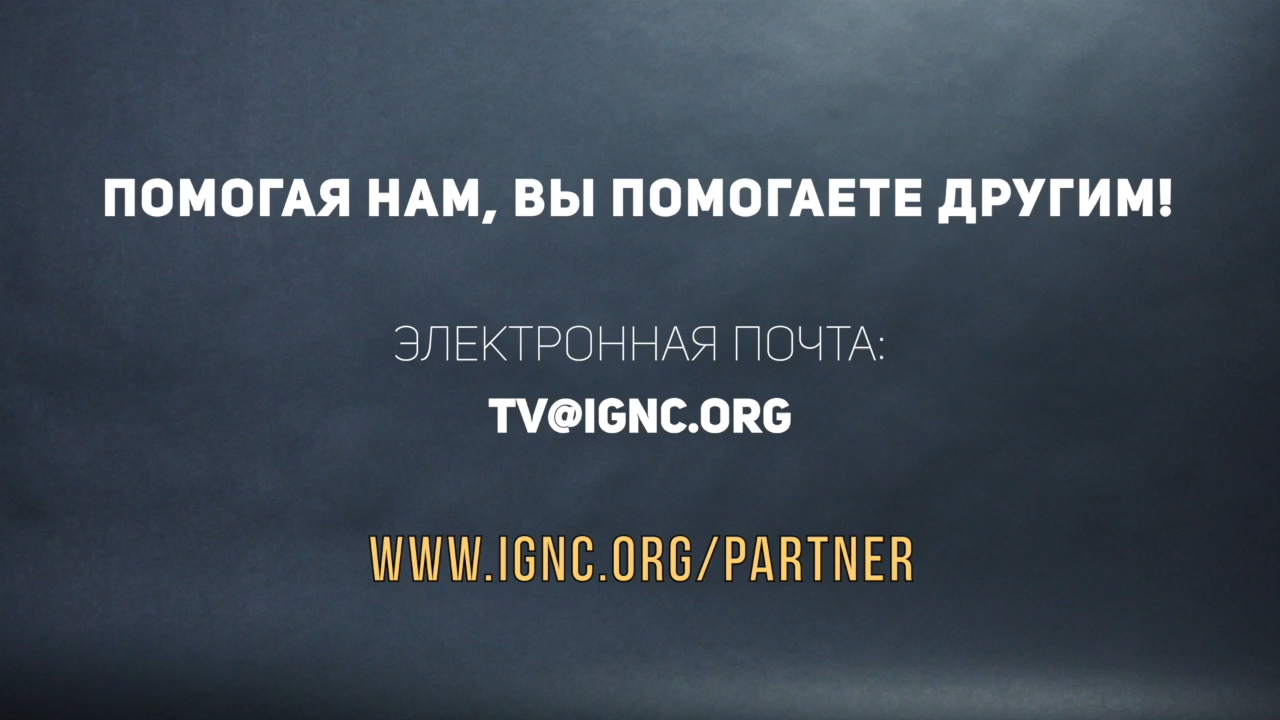 ПОМОГАЯ НАМ, ВЫ ПОМОГАЕТЕ ДРУГИМ!
ЭЛЕКТРОННАЯ ПОЧТА:
TV@IGNC.ORG
WWW.IGNC.ORG/PARTNER